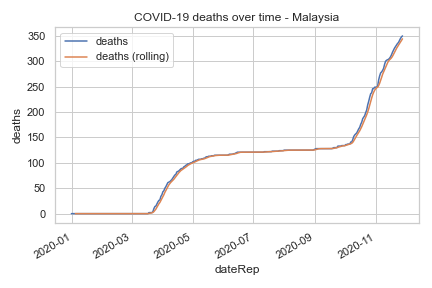 COVID-19 deaths over time - Malaysia
deaths
deaths (rolling)
350
300
250
200
150
100
50
0
deaths
2020-01
2020-03
2020-05
2020-07
2020-09
2020-11
dateRep